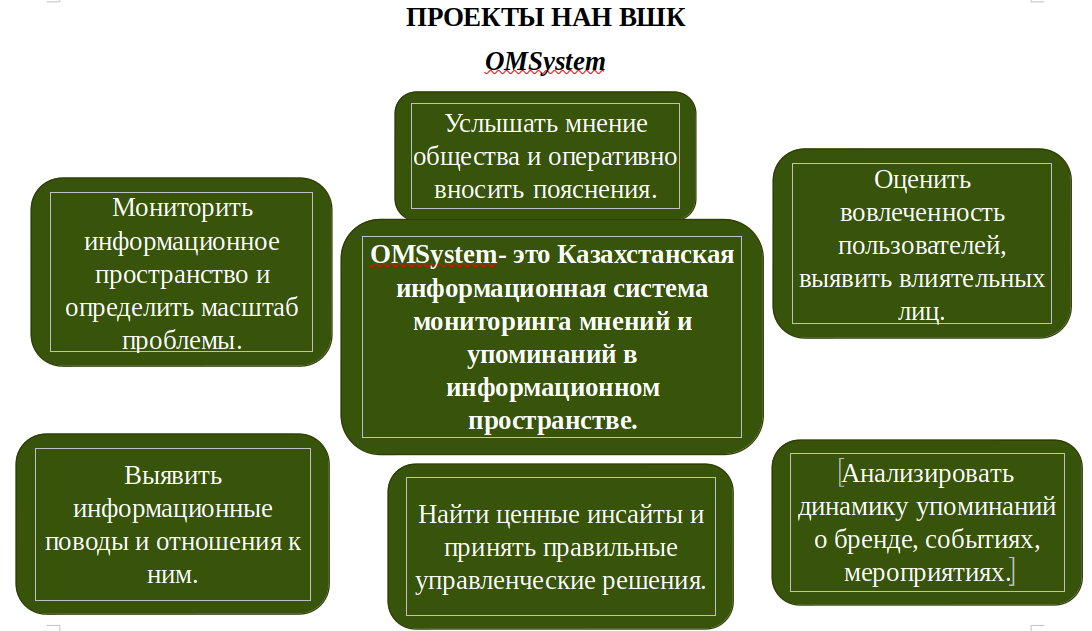 ПРОЕКТЫ НАН ВШК
OMSystem
Услышать мнение
общества и оперативно
вносить пояснения.
Мониторить
информационное
пространство и
определить масштаб
проблемы.
Оценить
вовлеченность
пользователей,
выявить влиятельных
лиц.
OMSystem- это Казахстанская
информационная система
мониторинга мнений и
упоминаний в
информационном
пространстве.
Выявить
информационные
поводы и отношения к
ним.
Найти ценные инсайты и
принять правильные
управленческие решения.
Анализировать
динамику упоминаний
о бренде, событиях,
мероприятиях.